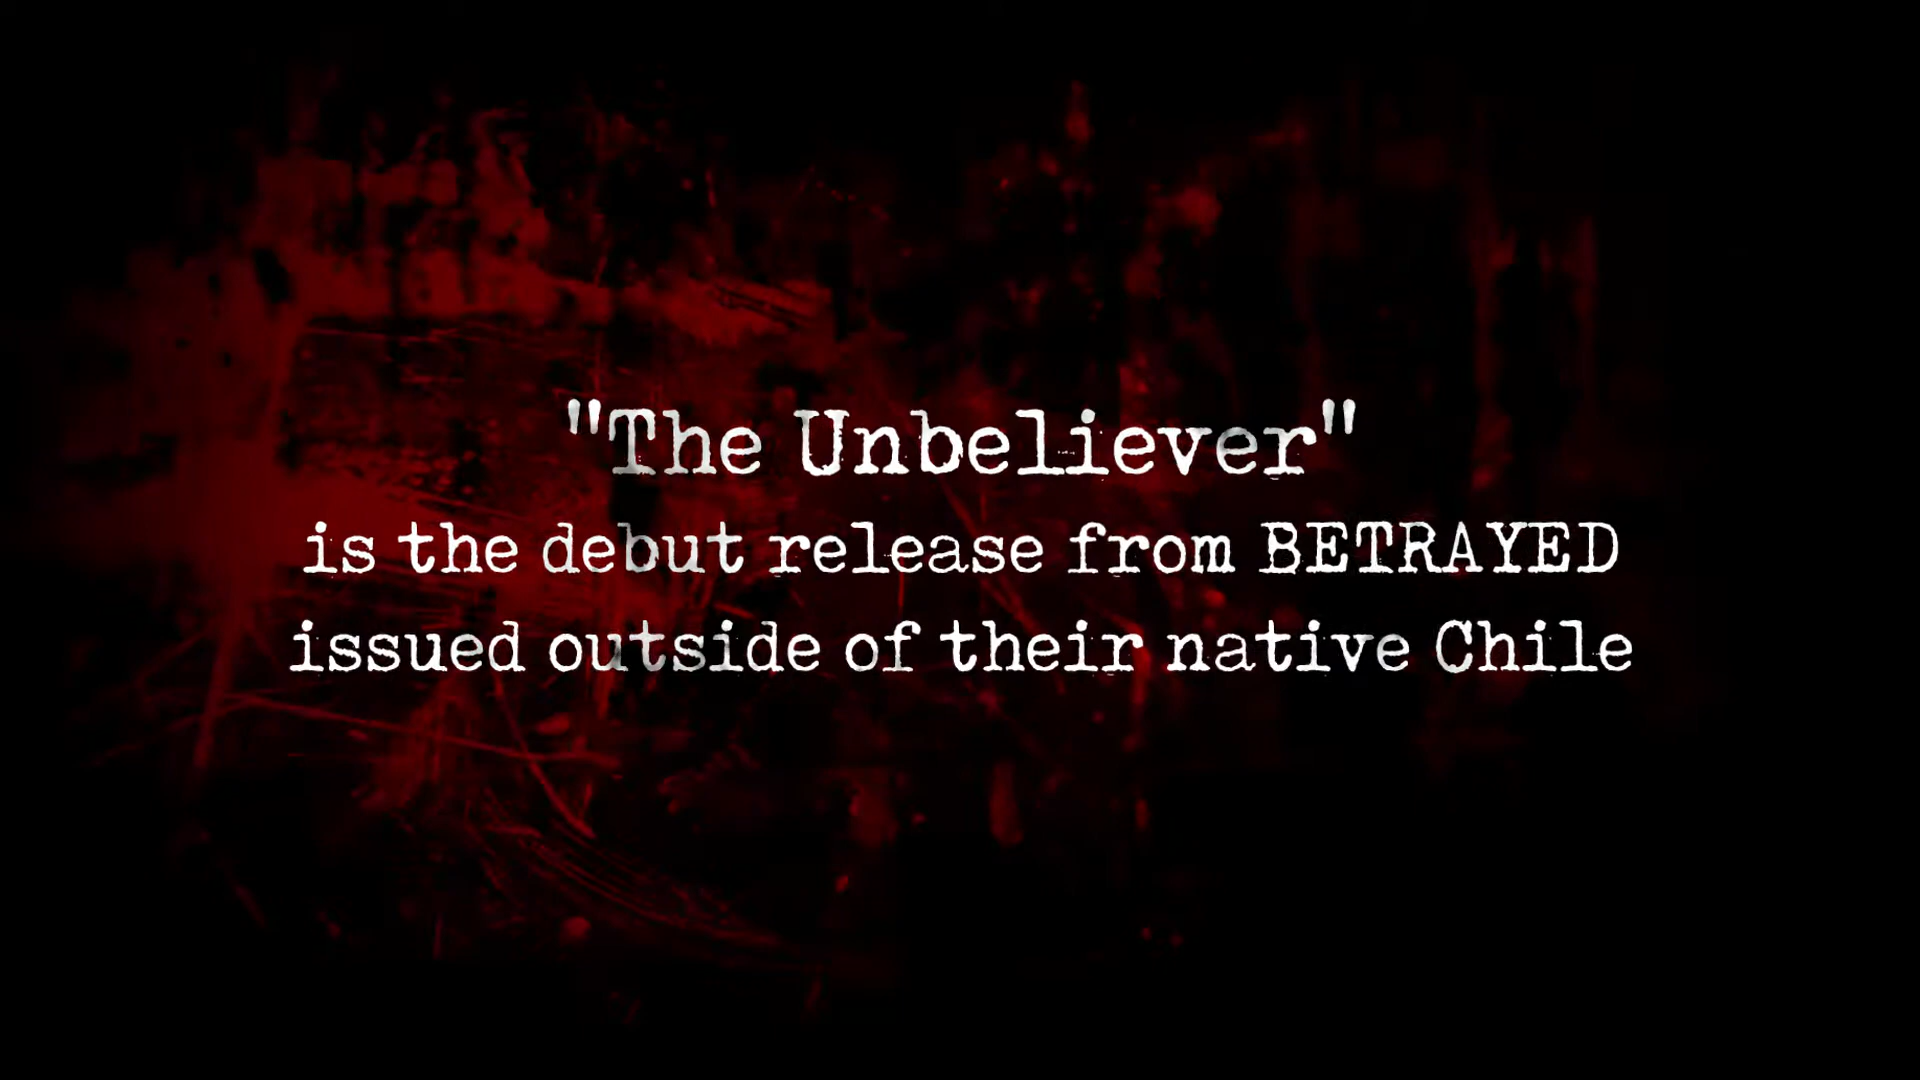 "The Unbeliever"
is the debut release from BETRAYED
issued outside of their native Chile